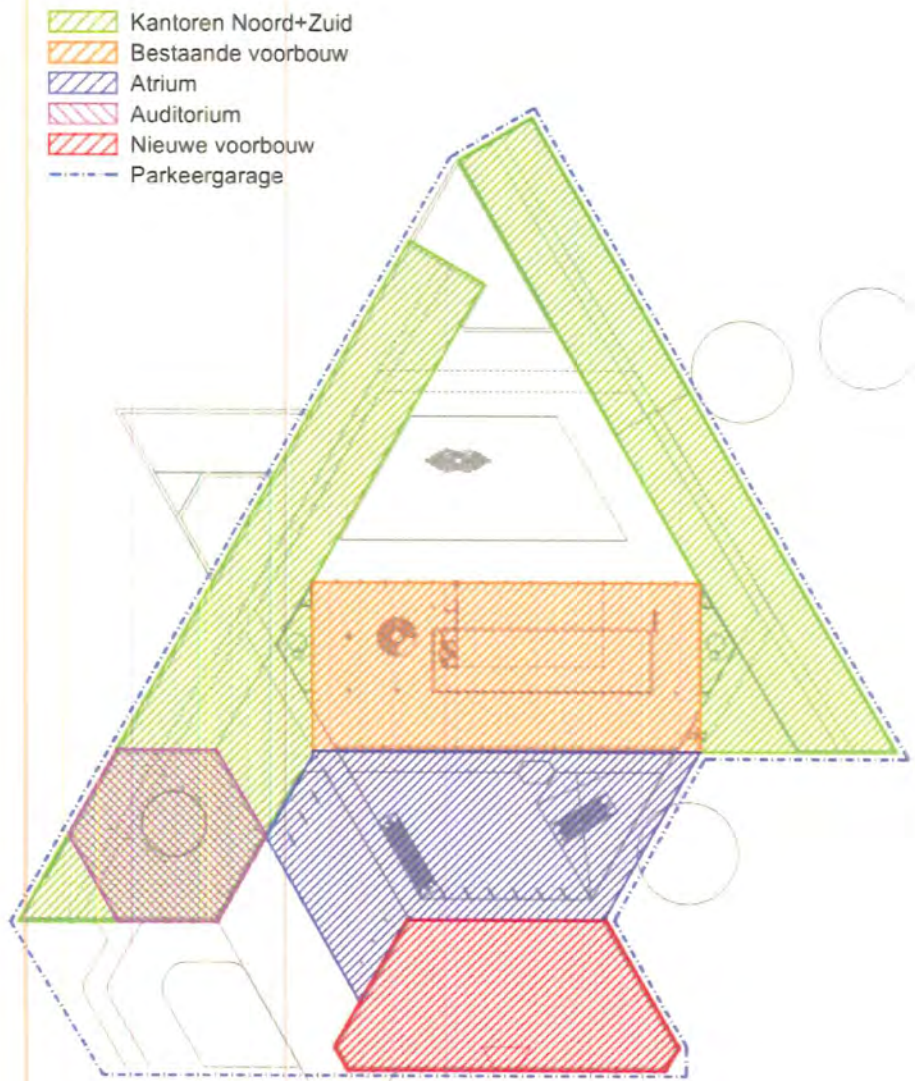 Kantoren Noord+Zuid
Bestaande voorbouw
Atrium
Auditorium
Nieuwe voorbouw
Parkeergarage